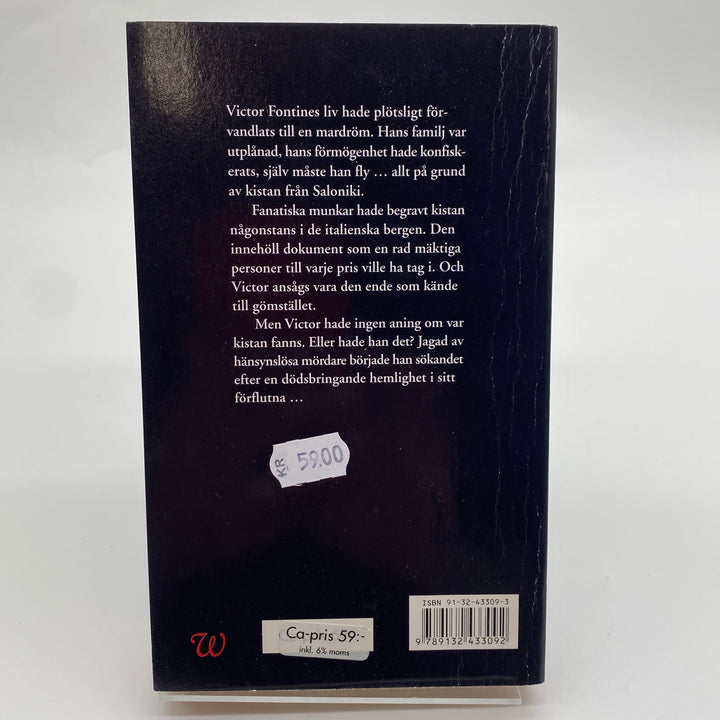 Victor Fontines liv hade plötsligt för-
vandlats till en mardröm. Hans familj var
utplånad, hans förmögenhet hade konfisk-
erats, själv måste han fly … allt på grund
av kistan från Saloniki.
Fanatiska munkar hade begravt kistan
någonstans i de italienska bergen. Den
innehöll dokument som en rad mäktiga
personer till varje pris ville ha tag i. Och
Victor ansågs vara den ende som kände
till gömstället.
Men Victor hade ingen aning om var
kistan fanns. Eller hade han det? Jagad av
hänsynslösa mördare började han sökandet
efter en dödsbringande hemlighet i sitt
förflutna …
KR 59.00
ISBN 91-32-43309-3
9 789132 433092
W
Ca-pris 59:-
inkl. 6% moms